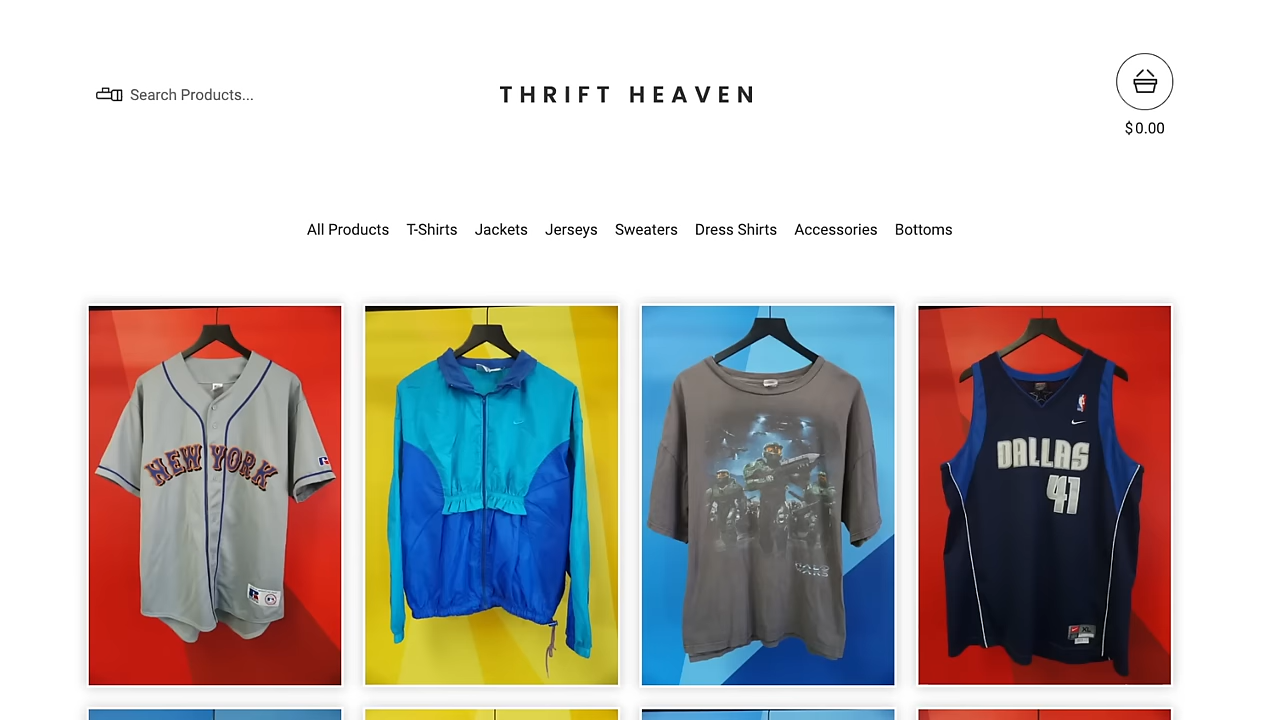 Search Products...
THRIFT HEAVEN
$0.00
All Products T-Shirts Jackets Jerseys Sweaters Dress Shirts Accessories Bottoms
NEW YORK
DALLAS
41